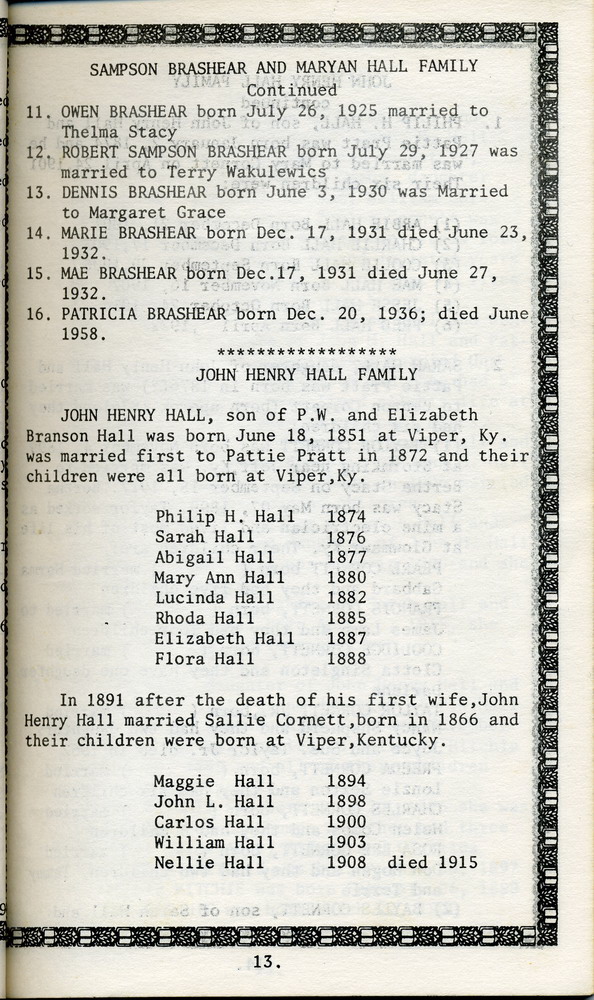 SAMPSON BRASHEAR AND MARYAN HALL FAMILY
Continued
11. OWEN BRASHEAR born July 26, 1925 married to
Thelma Stacy
12. ROBERT SAMPSON BRASHEAR born July 29, 1927 was
married to Terry Wakulewics
13. DENNIS BRASHEAR born June 3, 1930 was Married
to Margaret Grace
14. MARIE BRASHEAR born Dec. 17, 1931 died June 23,
1932.
15. MAE BRASHEAR born Dec.17, 1931 died June 27,
1932.
16. PATRICIA BRASHEAR born Dec. 20, 1936; died June
1958.
******************
JOHN HENRY HALL FAMILY
JOHN HENRY HALL, son of P.W. and Elizabeth
Branson Hall was born June 18, 1851 at Viper, Ky.
was married first to Pattie Pratt in 1872 and their
children were all born at Viper,Ky.
Philip H. Hall 1874
Sarah Hall 1876
Abigail Hall 1877
Mary Ann Hall 1880
Lucinda Hall 1882
Rhoda Hall 1885
Elizabeth Hall 1887
Flora Hall 1888
In 1891 after the death of his first wife,John
Henry Hall married Sallie Cornett,born in 1866 and
their children were born at Viper,Kentucky.
Maggie Hall 1894
John L. Hall 1898
Carlos Hall 1900
William Hall 1903
Nellie Hall 1908 died 1915
13.